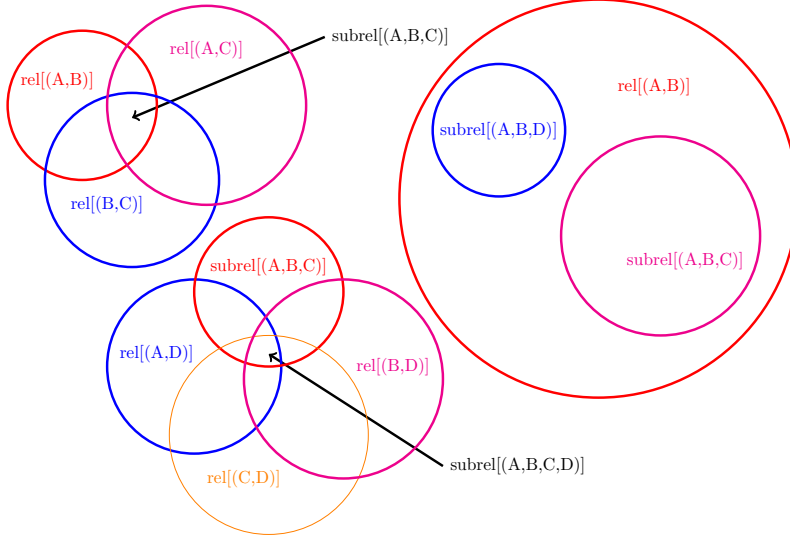 subrel[(A,B,C)]
rel[(A,C)]
rel[(A,B)]
rel[(B,C)]
rel[(A,B)]
subrel[(A,B,D)]
subrel[(A,B,C)]
subrel[(A,B,C)]
rel[(A,D)]
rel[(B,D)]
rel[(C,D)]
subrel[(A,B,C,D)]